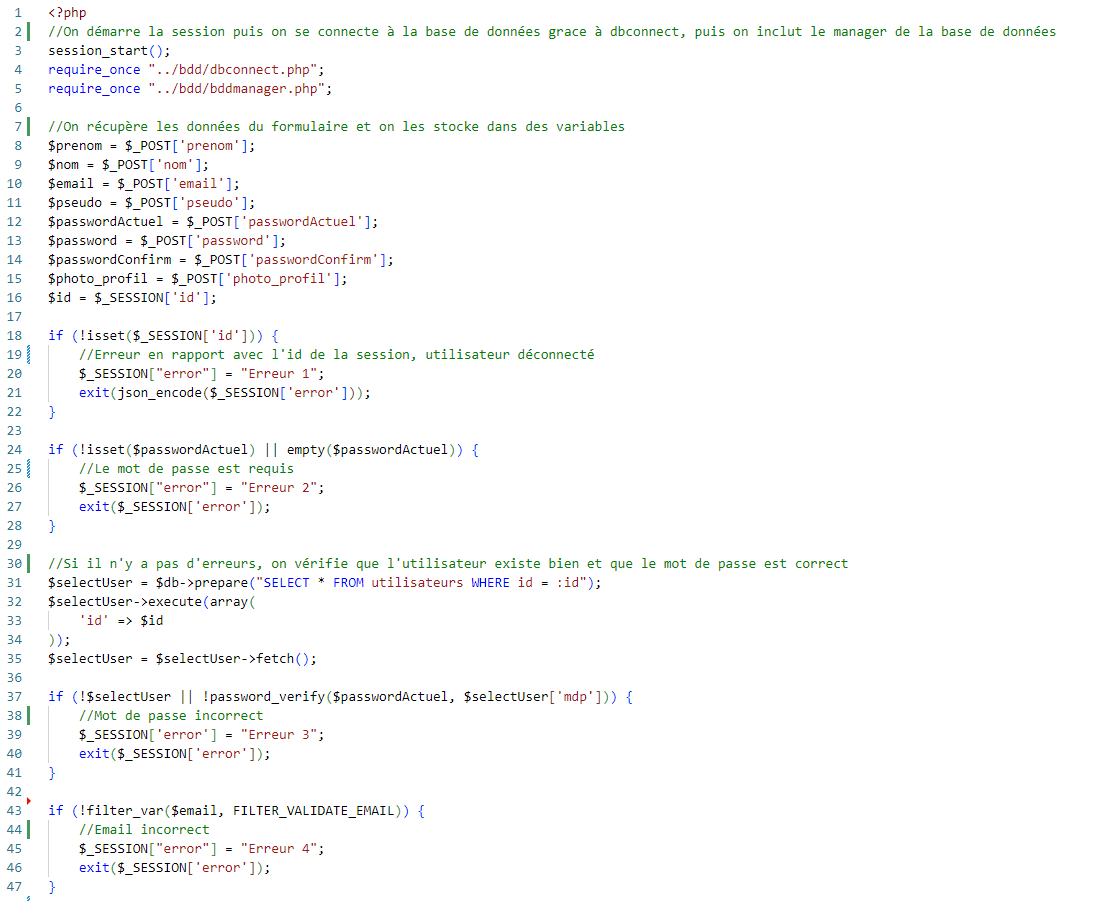 1 <?php
2 //On démarre la session puis on se connecte à la base de données grace à dbconnect, puis on inclut le manager de la base de données
3 session_start();
4 require_once "../bdd/dbconnect.php";
5 require_once "../bdd/bddmanager.php";
6
7 //On récupère les données du formulaire et on les stocke dans des variables
8 $prenom = $_POST['prenom'];
9 $nom = $_POST['nom'];
10 $email = $_POST['email'];
11 $pseudo = $_POST['pseudo'];
12 $passwordActuel = $_POST['passwordActuel'];
13 $password = $_POST['password'];
14 $passwordConfirm = $_POST['passwordConfirm'];
15 $photo_profil = $_POST['photo_profil'];
16 $id = $_SESSION['id'];
17
18 if (!isset($_SESSION['id'])) {
19     //Erreur en rapport avec l'id de la session, utilisateur déconnecté
20     $_SESSION["error"] = "Erreur 1";
21     exit(json_encode($_SESSION['error']));
22 }
23
24 if (!isset($passwordActuel) || empty($passwordActuel)) {
25     //Le mot de passe est requis
26     $_SESSION["error"] = "Erreur 2";
27     exit($_SESSION['error']);
28 }
29
30 //Si il n'y a pas d'erreurs, on vérifie que l'utilisateur existe bien et que le mot de passe est correct
31 $selectUser = $db->prepare("SELECT * FROM utilisateurs WHERE id = :id");
32 $selectUser->execute(array(
33     'id' => $id
34 ));
35 $selectUser = $selectUser->fetch();
36
37 if (!$selectUser || !password_verify($passwordActuel, $selectUser['mdp'])) {
38     //Mot de passe incorrect
39     $_SESSION['error'] = "Erreur 3";
40     exit($_SESSION['error']);
41 }
42
43 if (!filter_var($email, FILTER_VALIDATE_EMAIL)) {
44     //Email incorrect
45     $_SESSION["error"] = "Erreur 4";
46     exit($_SESSION['error']);
47 }